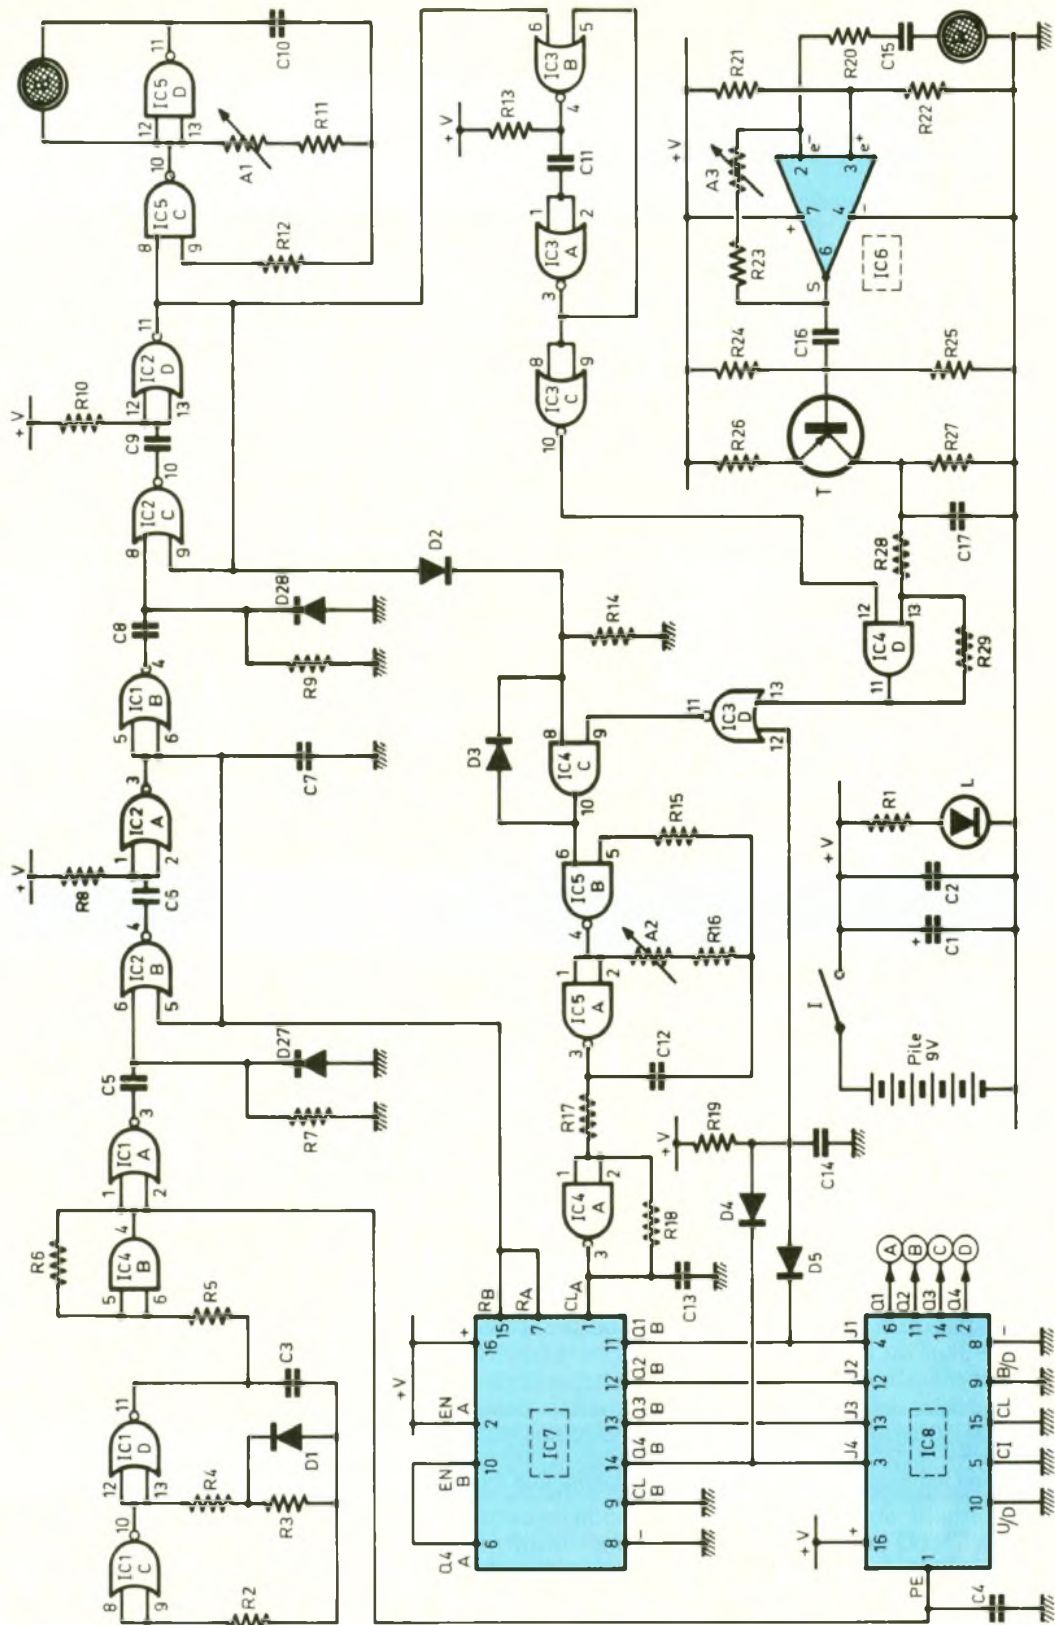 C10
11
IC5
D
12
13
10
A1
R11
IC5
C
8
9
R12
11
IC2
D
12
13
+V
R10
C9
10
IC2
C
8
9
C8
D28
R9
4
IC1
B
5
6
C7
3
IC2
A
1
2
+V
R8
C5
4
IC2
B
6
5
C5
D27
R7
3
IC1
A
1
2
4
IC4
B
5
6
R6
R5
C3
11
IC1
D
12
13
D1
R4
R3
10
IC1
C
8
9
R2
6
5
IC3
B
4
+V
R13
C11
1
2
IC3
A
3
8
9
IC3
C
10
D2
R14
D3
8
9
IC4
C
10
11
IC3
D
13
12
6
5
IC5
B
4
R15
A2
R16
1
2
IC5
A
3
C12
R17
1
2
IC4
A
3
R18
C13
+V
R19
D4
C14
D5
+V
R21
R20
C15
R22
A3
R23
2
e-
3
e+
7
+
4
-
6
S
IC6
C16
R24
R25
R26
T
R27
C17
R28
12
13
IC4
D
11
R29
+V
I
Pile
9V
C1
C2
R1
L
+V
EN
A
EN
B
Q4
A
+
RB
RA
CLA
16
2
10
6
15
7
1
IC7
11
12
13
14
9
8
Q1
B
Q2
B
Q3
B
Q4
B
CL
B
-
J1
J2
J3
J4
+V
+
PE
4
12
13
3
16
1
IC8
6
11
14
2
8
9
15
5
10
Q1
Q2
Q3
Q4
A
B
C
D
-
B/D
CL
CI
U/D
C4